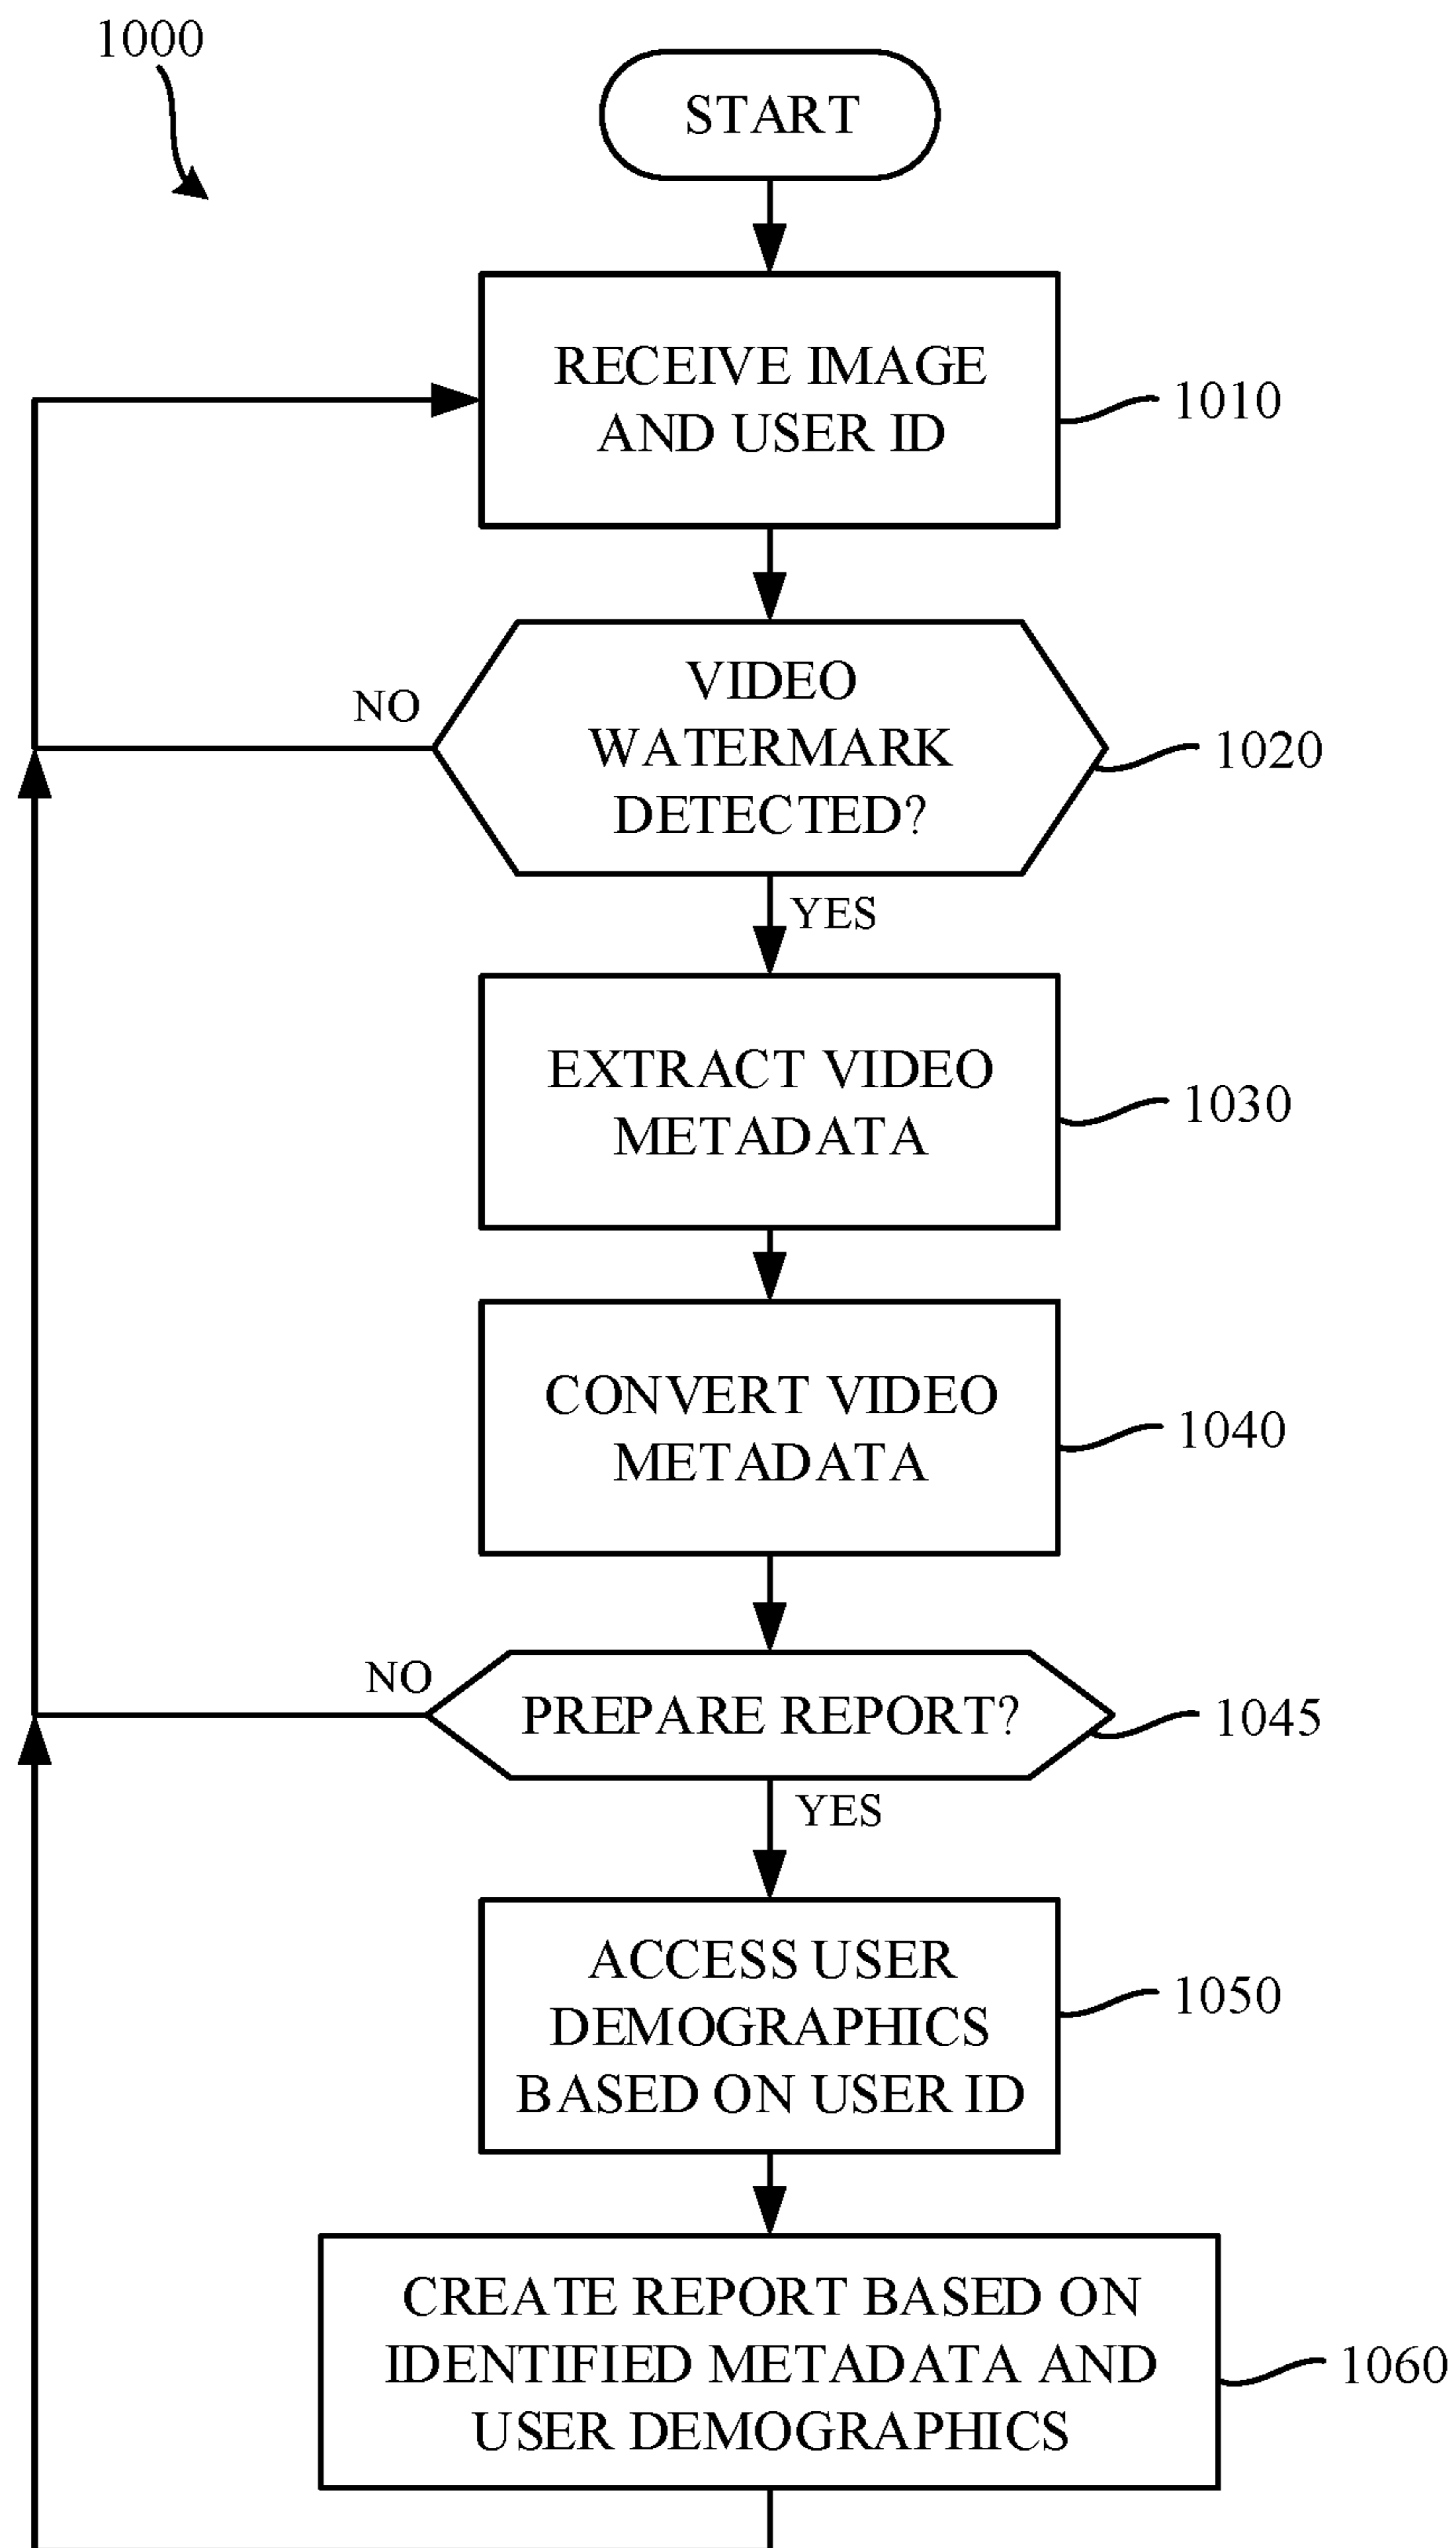 1000
START
RECEIVE IMAGE
AND USER ID
1010
VIDEO
WATERMARK
DETECTED?
NO
1020
YES
EXTRACT VIDEO
METADATA
1030
CONVERT VIDEO
METADATA
1040
NO
PREPARE REPORT?
1045
YES
ACCESS USER
DEMOGRAPHICS
BASED ON USER ID
1050
CREATE REPORT BASED ON
IDENTIFIED METADATA AND
USER DEMOGRAPHICS
1060